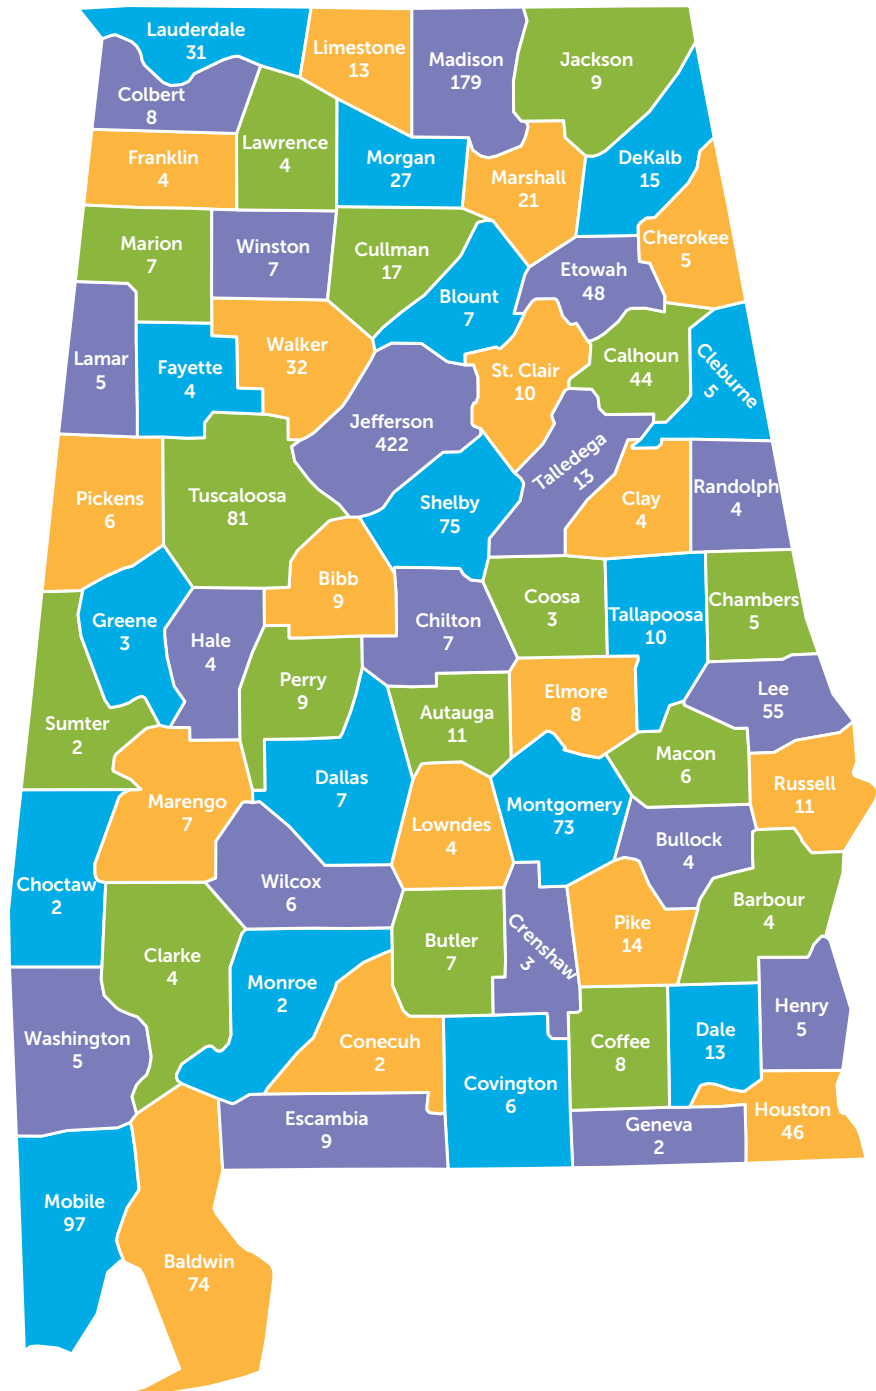 Lauderdale
31
Limestone
13
Madison
179
Jackson
9
Colbert
8
Lawrence
4
Franklin
4
Morgan
27
Marshall
21
DeKalb
15
Cherokee
5
Marion
7
Winston
7
Cullman
17
Etowah
48
Blount
7
Lamar
5
Fayette
4
Walker
32
St. Clair
10
Calhoun
44
Cleburne
5
Jefferson
422
Talledega
13
Pickens
6
Tuscaloosa
81
Shelby
75
Clay
4
Randolph
4
Bibb
9
Greene
3
Hale
4
Chilton
7
Coosa
3
Tallapoosa
10
Chambers
5
Perry
9
Sumter
2
Autauga
11
Elmore
8
Lee
55
Macon
6
Dallas
7
Marengo
7
Lowndes
4
Montgomery
73
Russell
11
Bullock
4
Choctaw
2
Wilcox
6
Barbour
4
Clarke
4
Butler
7
Crenshaw
3
Pike
14
Monroe
2
Henry
5
Washington
5
Conecuh
2
Coffee
8
Dale
13
Covington
6
Escambia
9
Geneva
2
Houston
46
Mobile
97
Baldwin
74